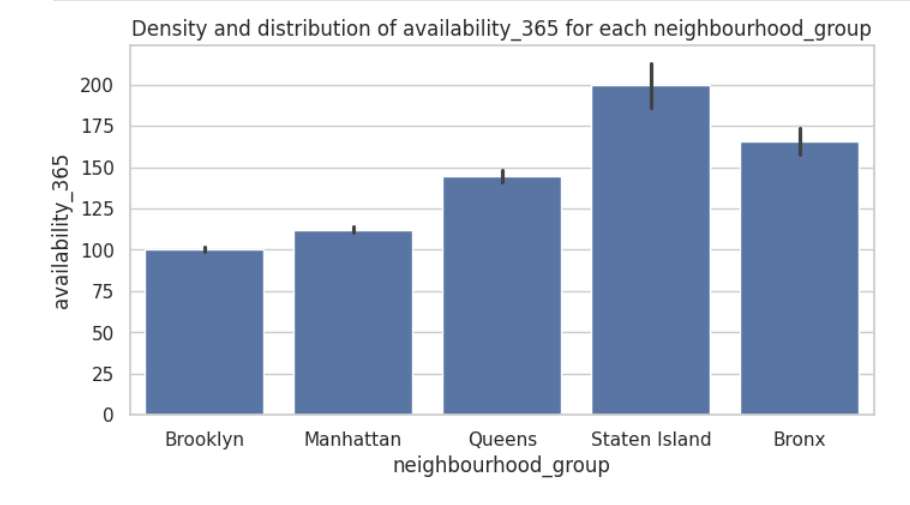 Density and distribution of availability_365 for each neighbourhood_group
200
175
150
125
100
75
50
25
0
availability_365
Brooklyn Manhattan Queens Staten Island Bronx
neighbourhood_group